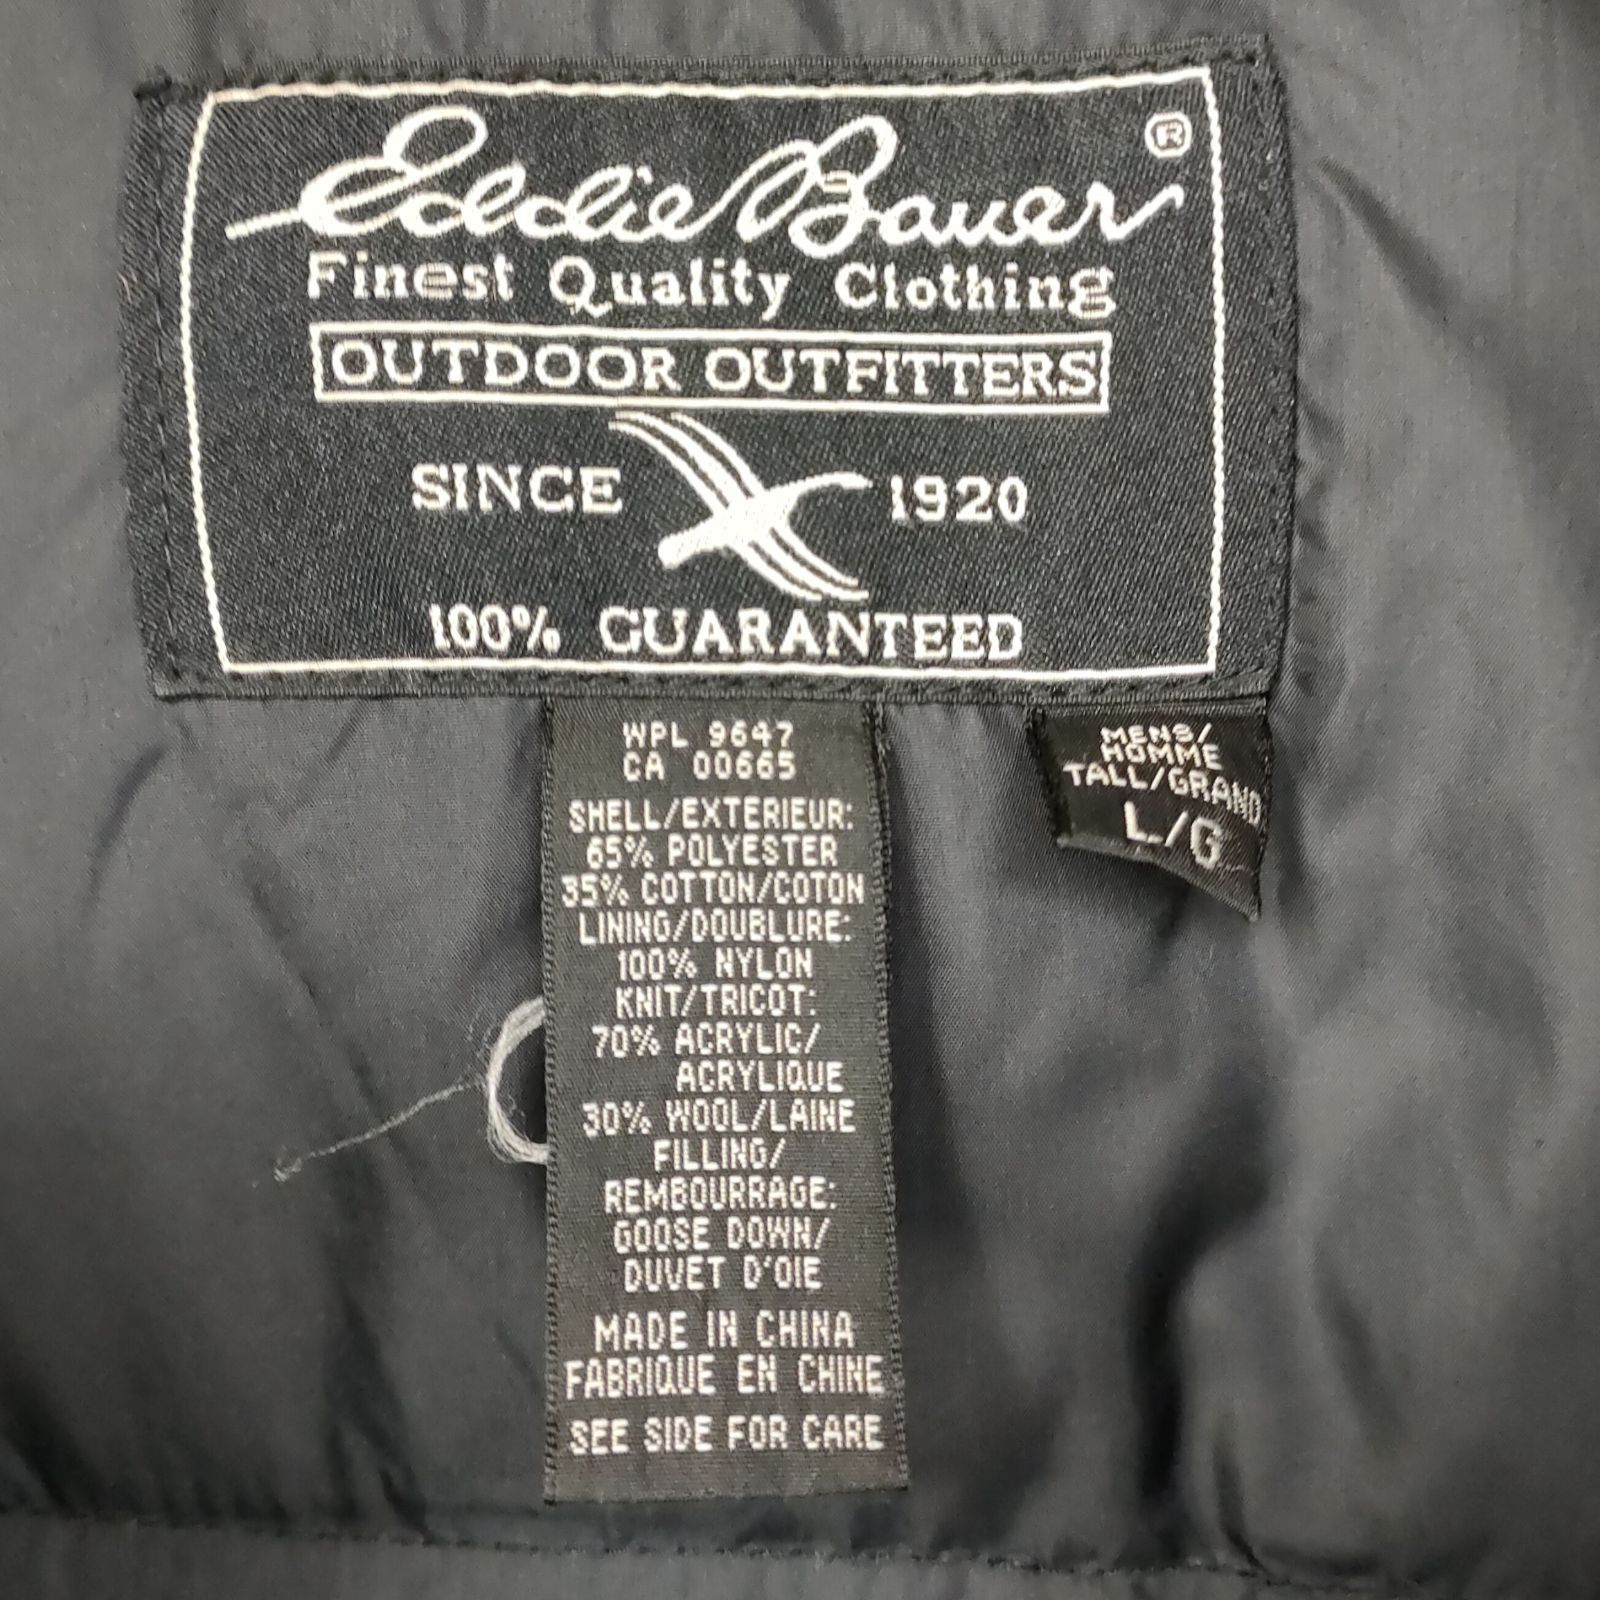 Eddie Bauer ®
Finest Quality Clothing
OUTDOOR OUTFITTERS
SINCE 1920
100% GUARANTEED
WPL 9647
CA 00665
SHELL/EXTERIEUR:
65% POLYESTER
35% COTTON/COTON
LINING/DOUBLURE:
100% NYLON
KNIT/TRICOT:
70% ACRYLIC/
ACRYLIQUE
30% WOOL/LAINE
FILLING/
REMBOURRAGE:
GOOSE DOWN/
DUVET D'OIE
MADE IN CHINA
FABRIQUE EN CHINE
SEE SIDE FOR CARE
MENS/
HOMME
TALL/GRAND
L/G